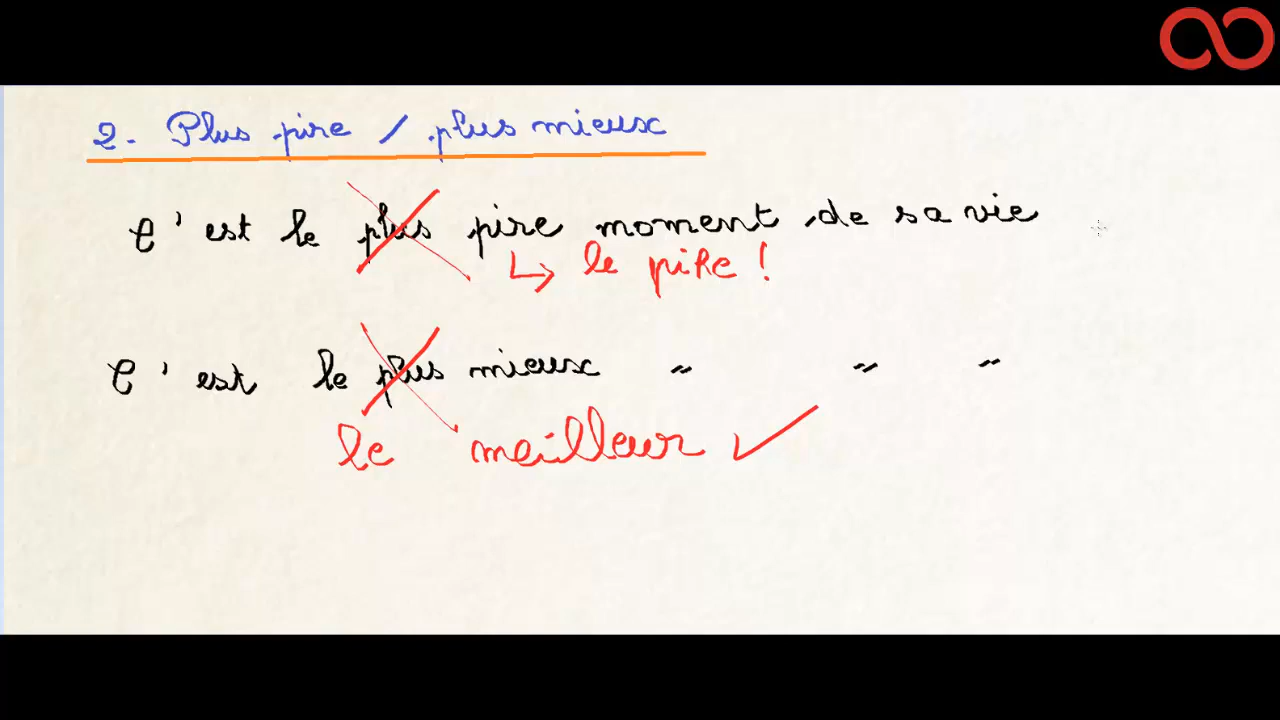 2. Plus pire / plus mieux
C'est le plus pire moment de sa vie
↳ le pire !
C'est le plus mieux " " "
le meilleur ✓